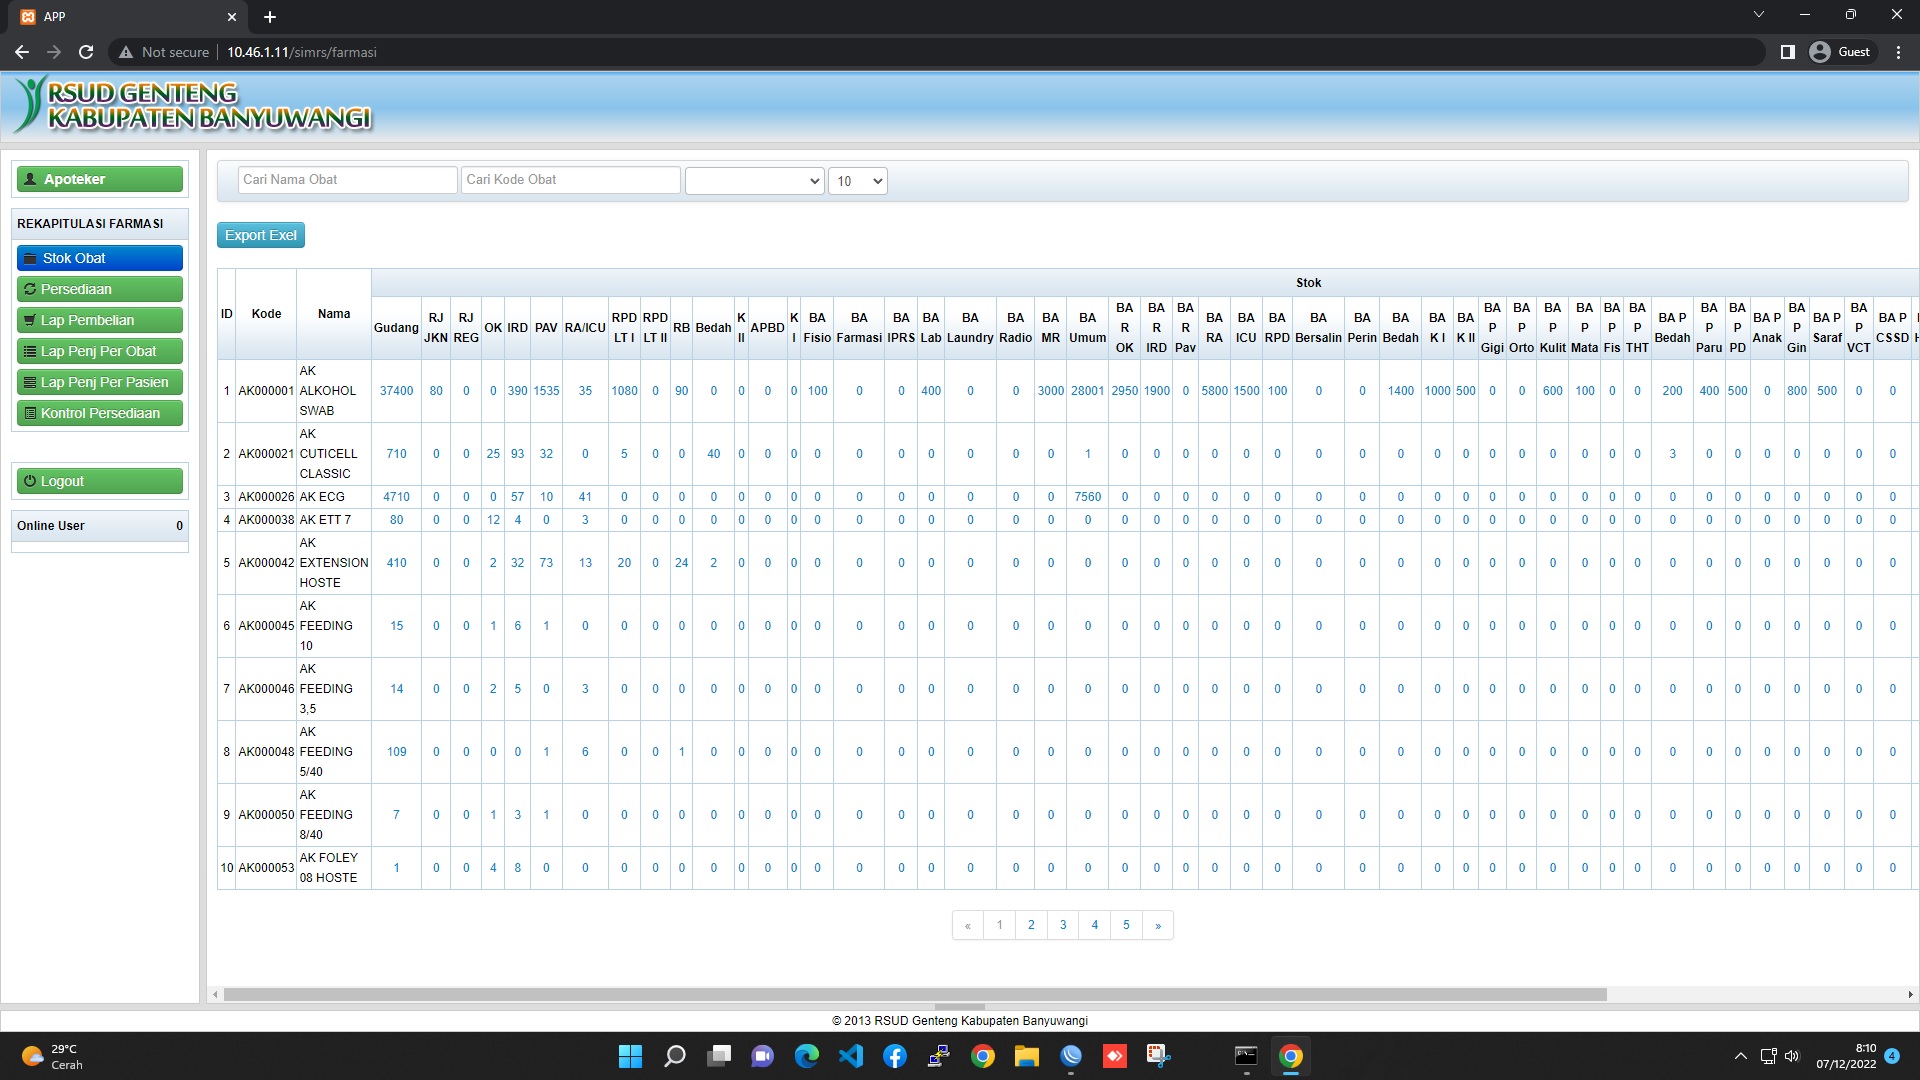 APP
Not secure
10.46.1.11/simrs/farmasi
Guest
RSUD GENTENG
KABUPATEN BANYUWANGI
Apoteker
REKAPITULASI FARMASI
Stok Obat
Persediaan
Lap Pembelian
Lap Penj Per Obat
Lap Penj Per Pasien
Kontrol Persediaan
Logout
Online User 0
Cari Nama Obat
Cari Kode Obat
10
Export Exel
ID Kode Nama Stok
Gudang RJ JKN RJ REG OK IRD PAV RA/ICU RPD LT I RPD LT II RB Bedah K II APBD K I BA Fisio BA Farmasi BA IPRS BA Lab BA Laundry BA Radio BA MR BA Umum BA R OK BA R IRD BA R Pav BA RA BA ICU BA RPD BA Bersalin BA Perin BA Bedah BA K I BA K II BA P Gigi BA P Orto BA P Kulit BA P Mata BA P Fis BA P THT BA P Bedah BA P Paru BA P PD BA P Anak BA P Gin BA P Saraf BA P VCT BA P CSSD
1 AK000001 AK ALKOHOL SWAB 37400 80 0 0 390 1535 35 1080 0 90 0 0 0 0 100 0 0 400 0 0 3000 28001 2950 1900 0 5800 1500 100 0 0 1400 1000 500 0 0 600 100 0 0 200 400 500 0 800 500 0 0
2 AK000021 AK CUTICELL CLASSIC 710 0 0 25 93 32 0 5 0 0 40 0 0 0 0 0 0 0 0 0 0 1 0 0 0 0 0 0 0 0 0 0 0 0 0 0 0 0 0 3 0 0 0 0 0 0 0
3 AK000026 AK ECG 4710 0 0 0 57 10 41 0 0 0 0 0 0 0 0 0 0 0 0 0 0 7560 0 0 0 0 0 0 0 0 0 0 0 0 0 0 0 0 0 0 0 0 0 0 0 0 0
4 AK000038 AK ETT 7 80 0 0 12 4 0 3 0 0 0 0 0 0 0 0 0 0 0 0 0 0 0 0 0 0 0 0 0 0 0 0 0 0 0 0 0 0 0 0 0 0 0 0 0 0 0 0
5 AK000042 AK EXTENSION HOSTE 410 0 0 2 32 73 13 20 0 24 2 0 0 0 0 0 0 0 0 0 0 0 0 0 0 0 0 0 0 0 0 0 0 0 0 0 0 0 0 0 0 0 0 0 0 0 0
6 AK000045 AK FEEDING 10 15 0 0 1 6 1 0 0 0 0 0 0 0 0 0 0 0 0 0 0 0 0 0 0 0 0 0 0 0 0 0 0 0 0 0 0 0 0 0 0 0 0 0 0 0 0 0
7 AK000046 AK FEEDING 3,5 14 0 0 2 5 0 3 0 0 0 0 0 0 0 0 0 0 0 0 0 0 0 0 0 0 0 0 0 0 0 0 0 0 0 0 0 0 0 0 0 0 0 0 0 0 0 0
8 AK000048 AK FEEDING 5/40 109 0 0 0 0 1 6 0 0 1 0 0 0 0 0 0 0 0 0 0 0 0 0 0 0 0 0 0 0 0 0 0 0 0 0 0 0 0 0 0 0 0 0 0 0 0 0
9 AK000050 AK FEEDING 8/40 7 0 0 1 3 1 0 0 0 0 0 0 0 0 0 0 0 0 0 0 0 0 0 0 0 0 0 0 0 0 0 0 0 0 0 0 0 0 0 0 0 0 0 0 0 0 0
10 AK000053 AK FOLEY 08 HOSTE 1 0 0 4 8 0 0 0 0 0 0 0 0 0 0 0 0 0 0 0 0 0 0 0 0 0 0 0 0 0 0 0 0 0 0 0 0 0 0 0 0 0 0 0 0 0 0
« 1 2 3 4 5 »
© 2013 RSUD Genteng Kabupaten Banyuwangi
29°C
Cerah
8:10
07/12/2022
4